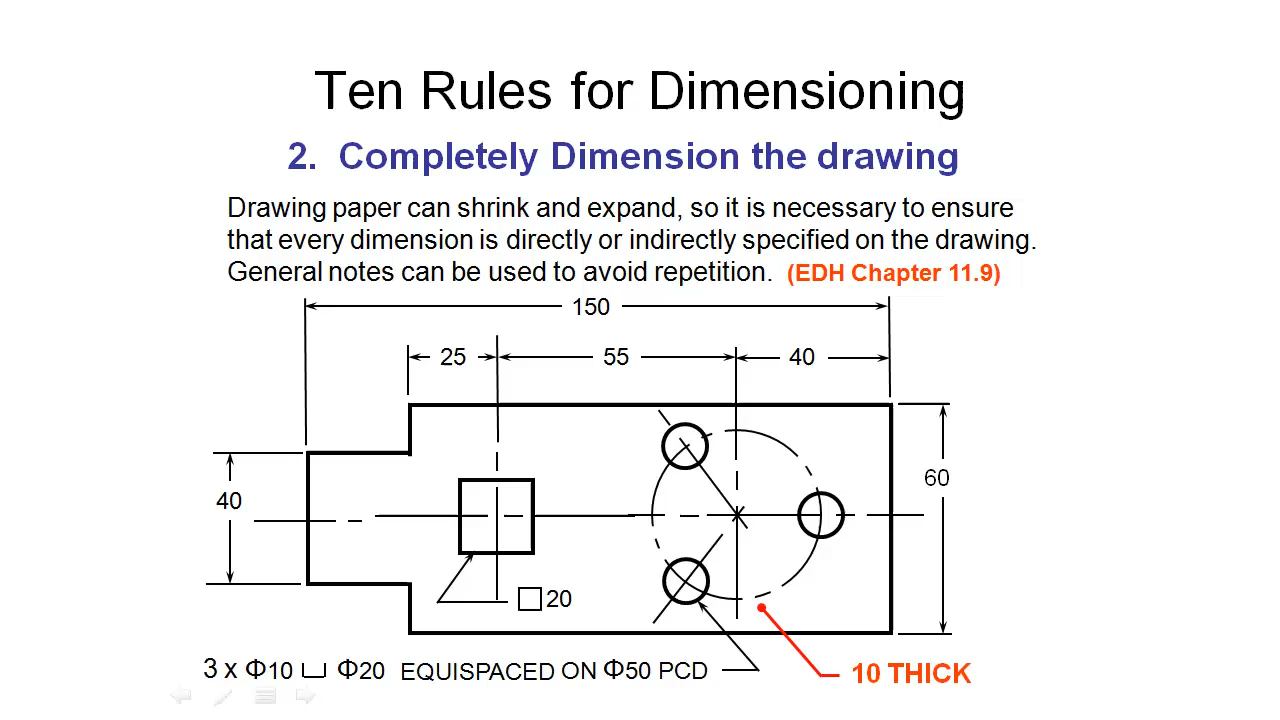 Ten Rules for Dimensioning
2. Completely Dimension the drawing
Drawing paper can shrink and expand, so it is necessary to ensure
that every dimension is directly or indirectly specified on the drawing.
General notes can be used to avoid repetition. (EDH Chapter 11.9)
150
25 55 40
60
40
□20
3 x Φ10 ⌴ Φ20 EQUISPACED ON Φ50 PCD
10 THICK